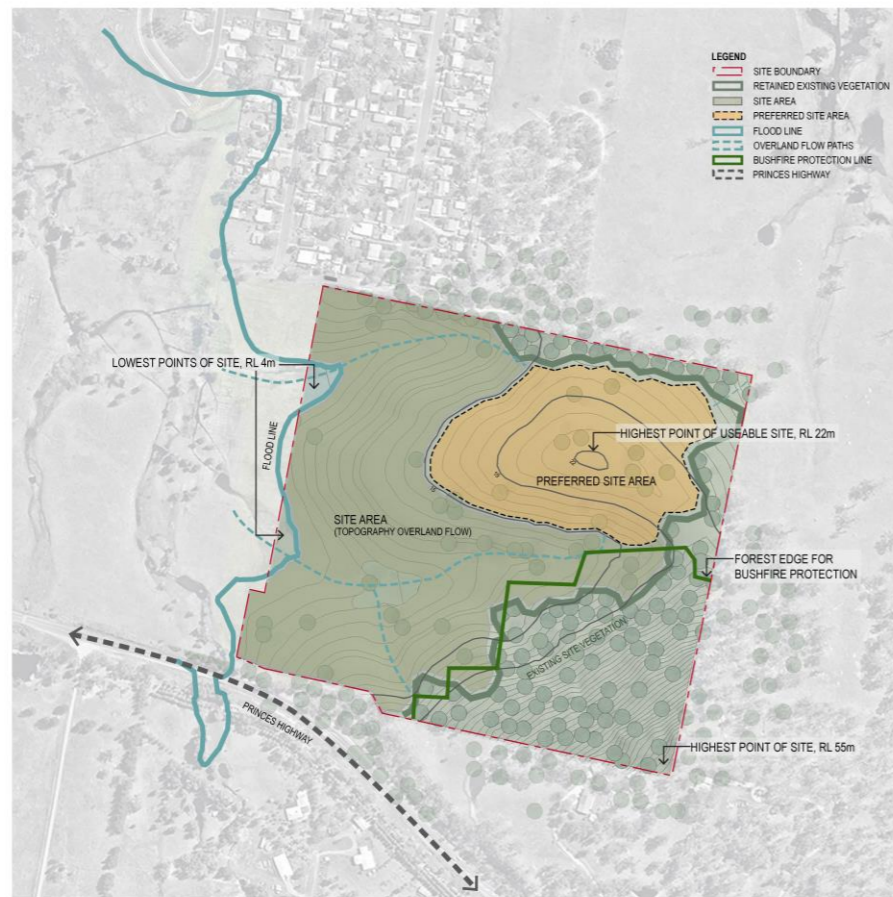 LEGEND
SITE BOUNDARY
RETAINED EXISTING VEGETATION
SITE AREA
PREFERRED SITE AREA
FLOOD LINE
OVERLAND FLOW PATHS
BUSHFIRE PROTECTION LINE
PRINCES HIGHWAY
LOWEST POINTS OF SITE, RL 4m
FLOOD LINE
HIGHEST POINT OF USEABLE SITE, RL 22m
PREFERRED SITE AREA
SITE AREA
(TOPOGRAPHY OVERLAND FLOW)
FOREST EDGE FOR
BUSHFIRE PROTECTION
EXISTING SITE VEGETATION
PRINCES HIGHWAY
HIGHEST POINT OF SITE, RL 55m